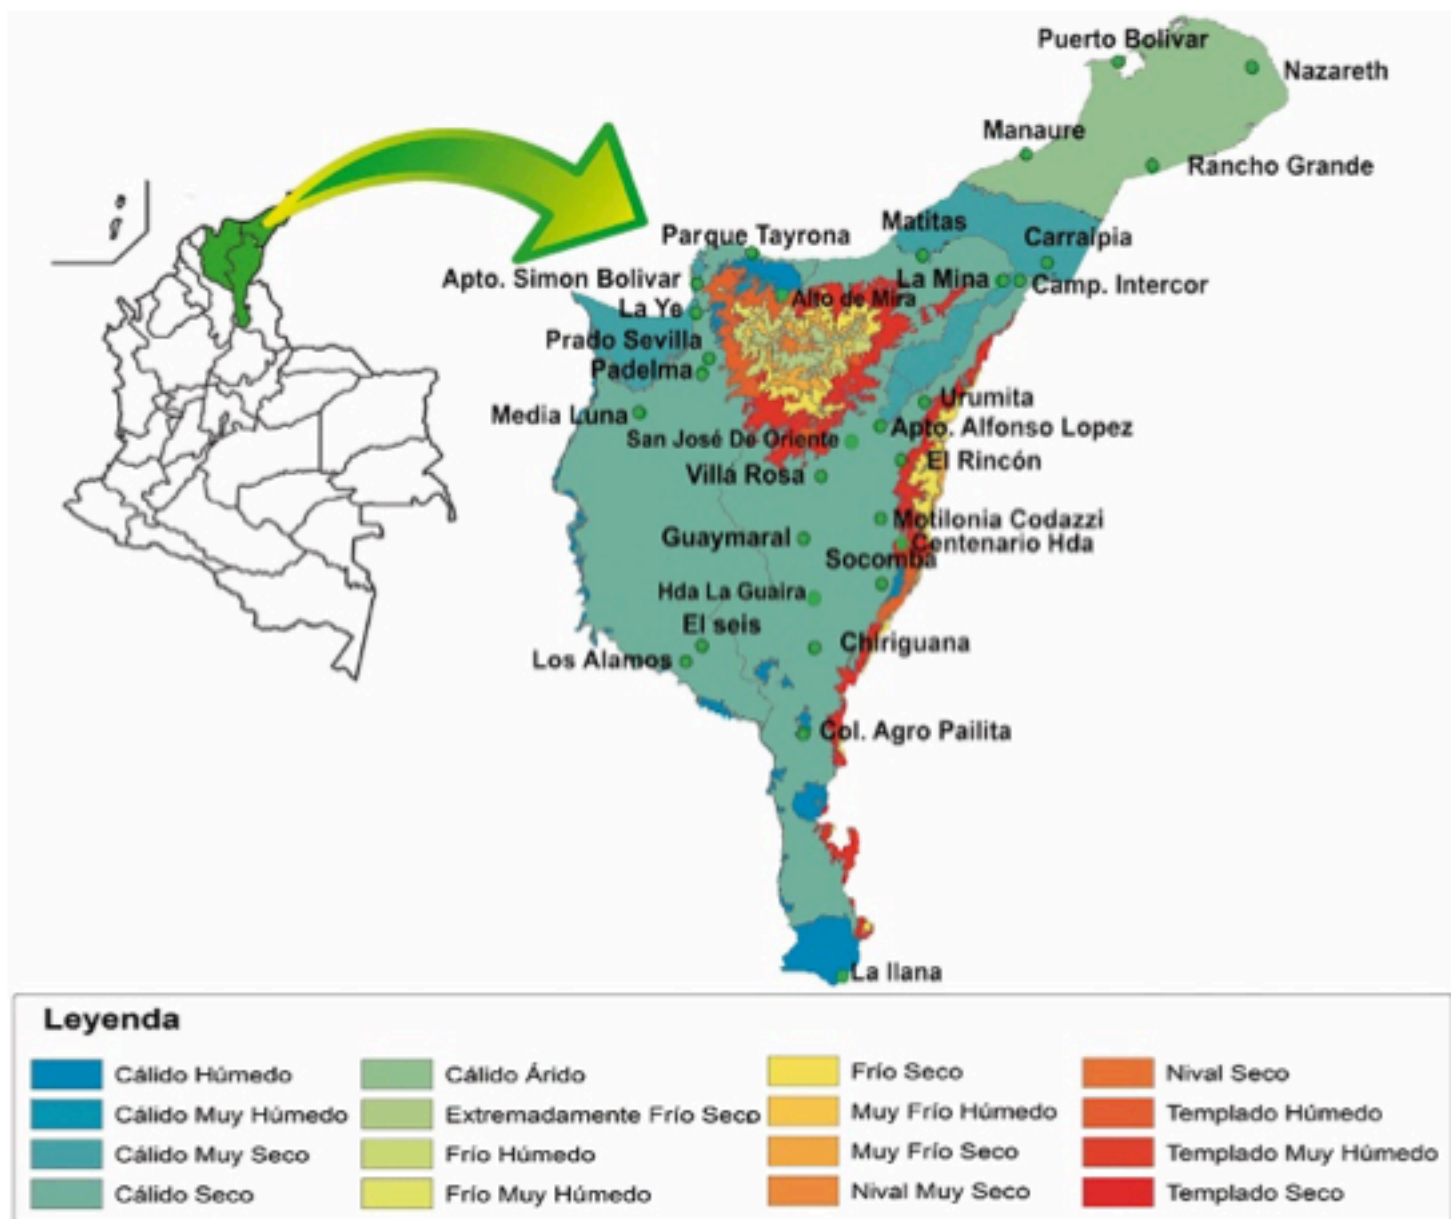 Puerto Bolivar
Nazareth
Manaure
Rancho Grande
Matitas
Parque Tayrona
Carraipia
Apto. Simon Bolivar
La Mina
Camp. Intercor
Alto de Mira
La Ye
Prado Sevilla
Padelma
Urumita
Media Luna
Apto. Alfonso Lopez
San José De Oriente
El Rincón
Villa Rosa
Motilonia Codazzi
Guaymaral
Centenario Hda
Socomba
Hda La Guaira
El seis
Chiriguana
Los Alamos
Col. Agro Pailita
La llana
Leyenda
Cálido Húmedo
Cálido Muy Húmedo
Cálido Muy Seco
Cálido Seco
Cálido Árido
Extremadamente Frío Seco
Frío Húmedo
Frío Muy Húmedo
Frío Seco
Muy Frío Húmedo
Muy Frío Seco
Nival Muy Seco
Nival Seco
Templado Húmedo
Templado Muy Húmedo
Templado Seco